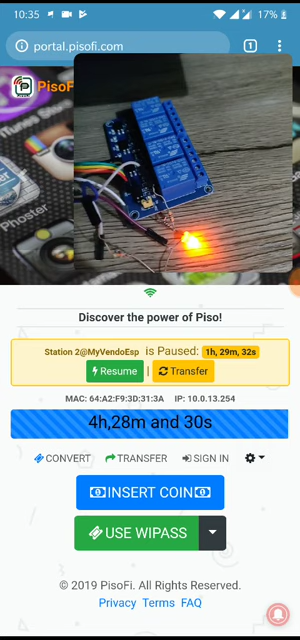 10:35
17%
portal.pisofi.com
1
PisoF
Phoster
Discover the power of Piso!
Station 2@MyVendoEsp is Paused: 1h, 29m, 32s
Resume | Transfer
MAC: 64:A2:F9:3D:31:3A IP: 10.0.13.254
4h,28m and 30s
CONVERT TRANSFER SIGN IN
INSERT COIN
USE WIPASS
© 2019 PisoFi. All Rights Reserved.
Privacy Terms FAQ